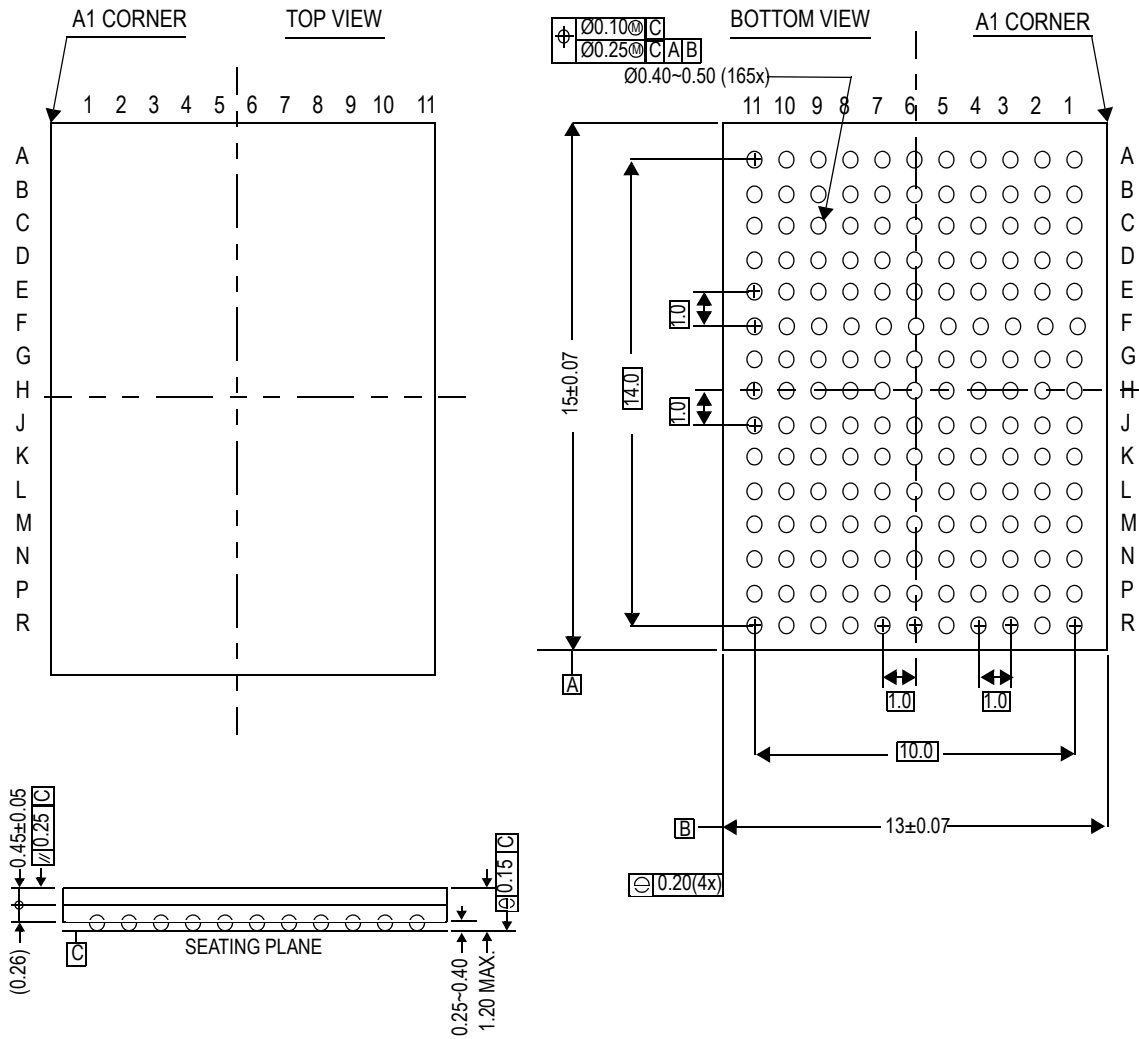 A1 CORNER
TOP VIEW
1 2 3 4 5 6 7 8 9 10 11
A
B
C
D
E
F
G
H
J
K
L
M
N
P
R
Ø0.10Ⓜ C
Ø0.25Ⓜ C A B
BOTTOM VIEW
A1 CORNER
Ø0.40~0.50 (165x)
11 10 9 8 7 6 5 4 3 2 1
A
B
C
D
E
F
G
H
J
K
L
M
N
P
R
15±0.07
14.0
1.0
1.0
A
1.0
1.0
10.0
B
13±0.07
0.20(4x)
0.45±0.05
// 0.25 C
0.15 C
(0.26)
C
SEATING PLANE
0.25~0.40
1.20 MAX.